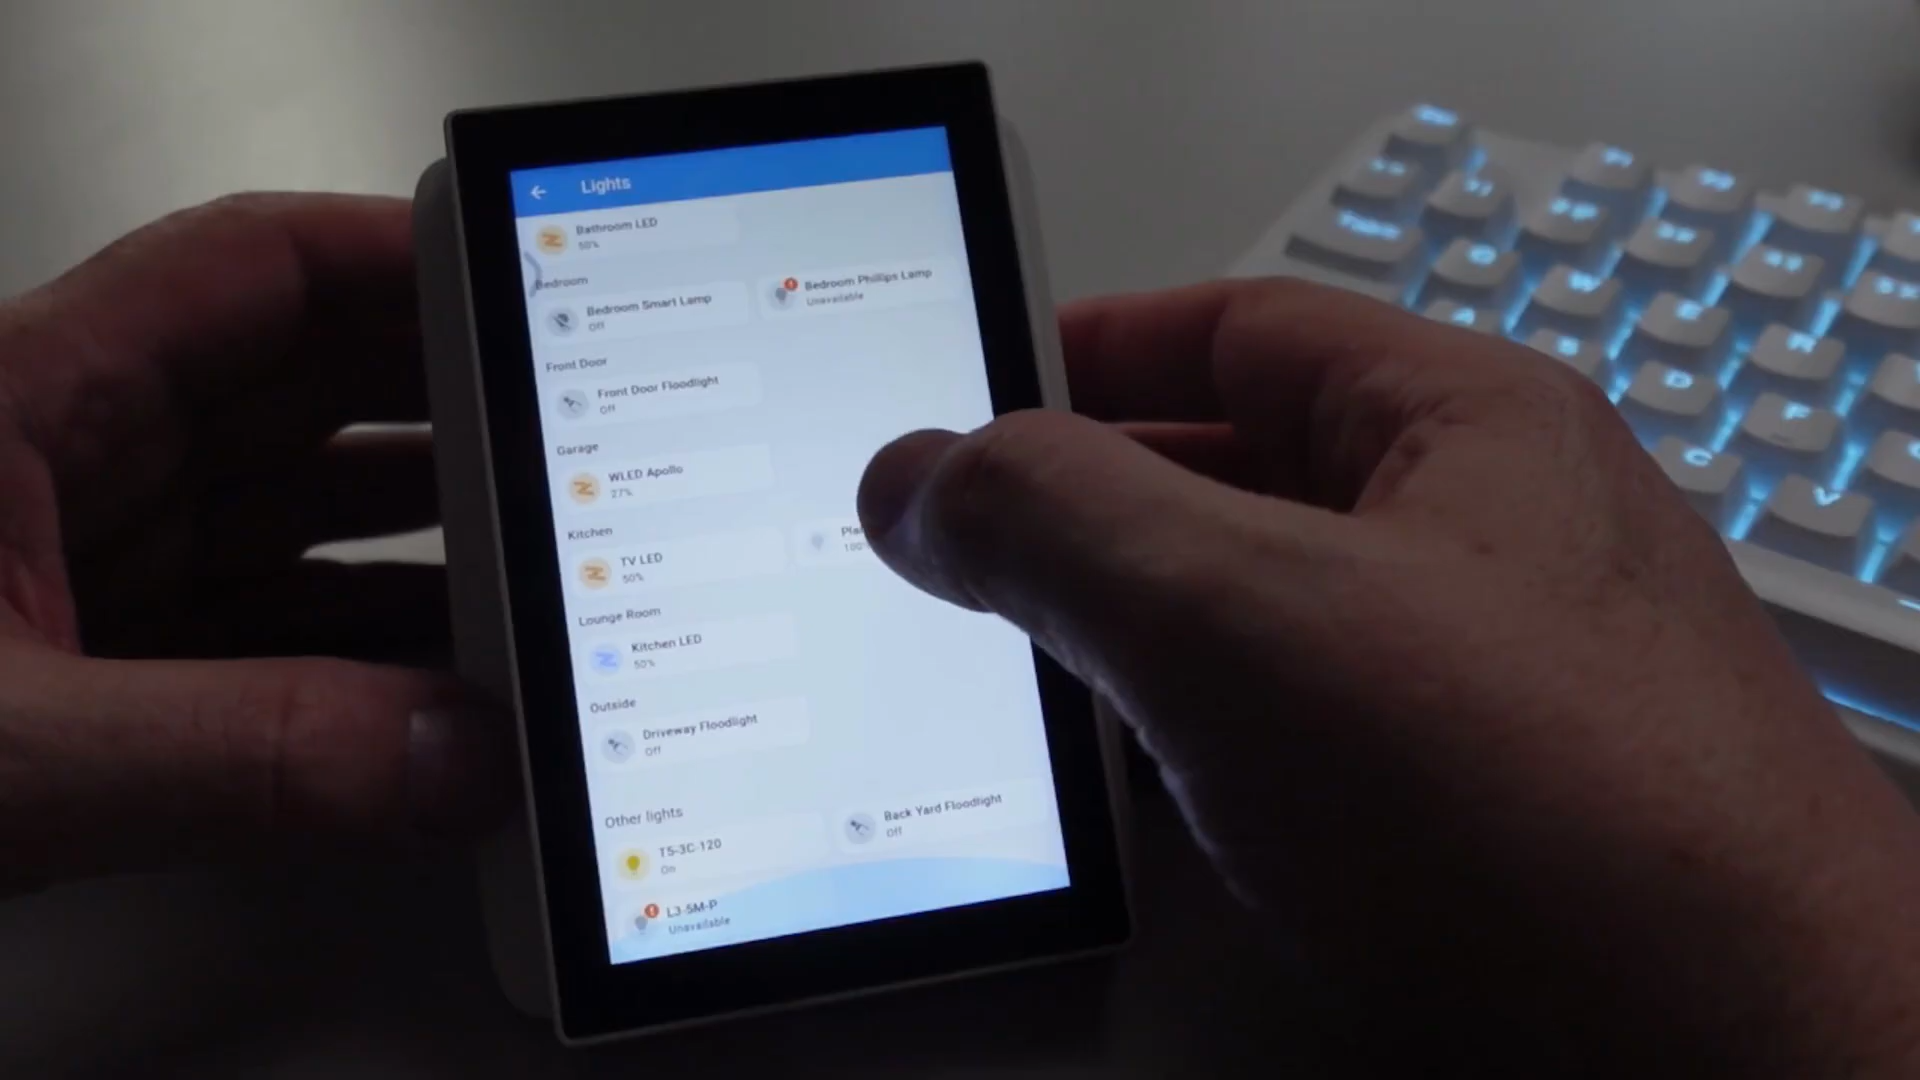 Lights
Bathroom LED
50%
Bedroom
Bedroom Smart Lamp
Off
Bedroom Phillips Lamp
Unavailable
Front Door
Front Door Floodlight
Off
Garage
WLED Apollo
27%
Kitchen
TV LED
50%
100%
Lounge Room
Kitchen LED
50%
Outside
Driveway Floodlight
Off
Other lights
T5-3C-120
On
Back Yard Floodlight
Off
L3-5M-P
Unavailable
D
F
C
V